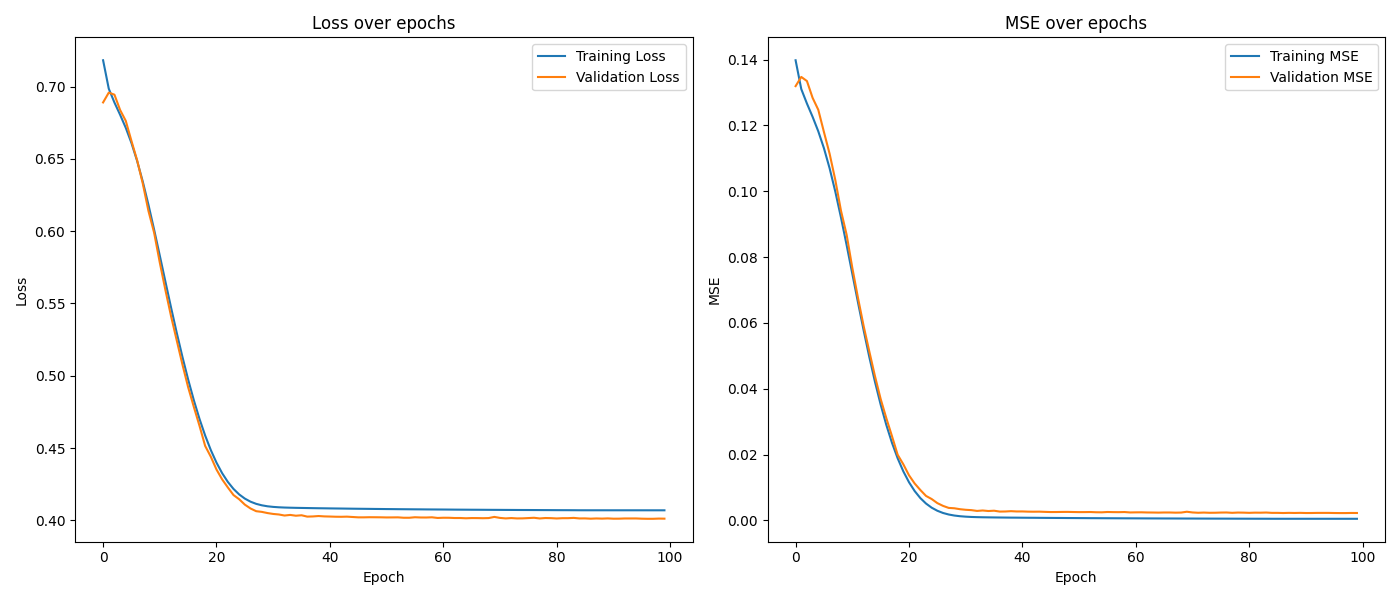 Loss over epochs
Training Loss
Validation Loss
0.70
0.65
0.60
0.55
0.50
0.45
0.40
Loss
0 20 40 60 80 100
Epoch
MSE over epochs
Training MSE
Validation MSE
0.14
0.12
0.10
0.08
0.06
0.04
0.02
0.00
MSE
0 20 40 60 80 100
Epoch